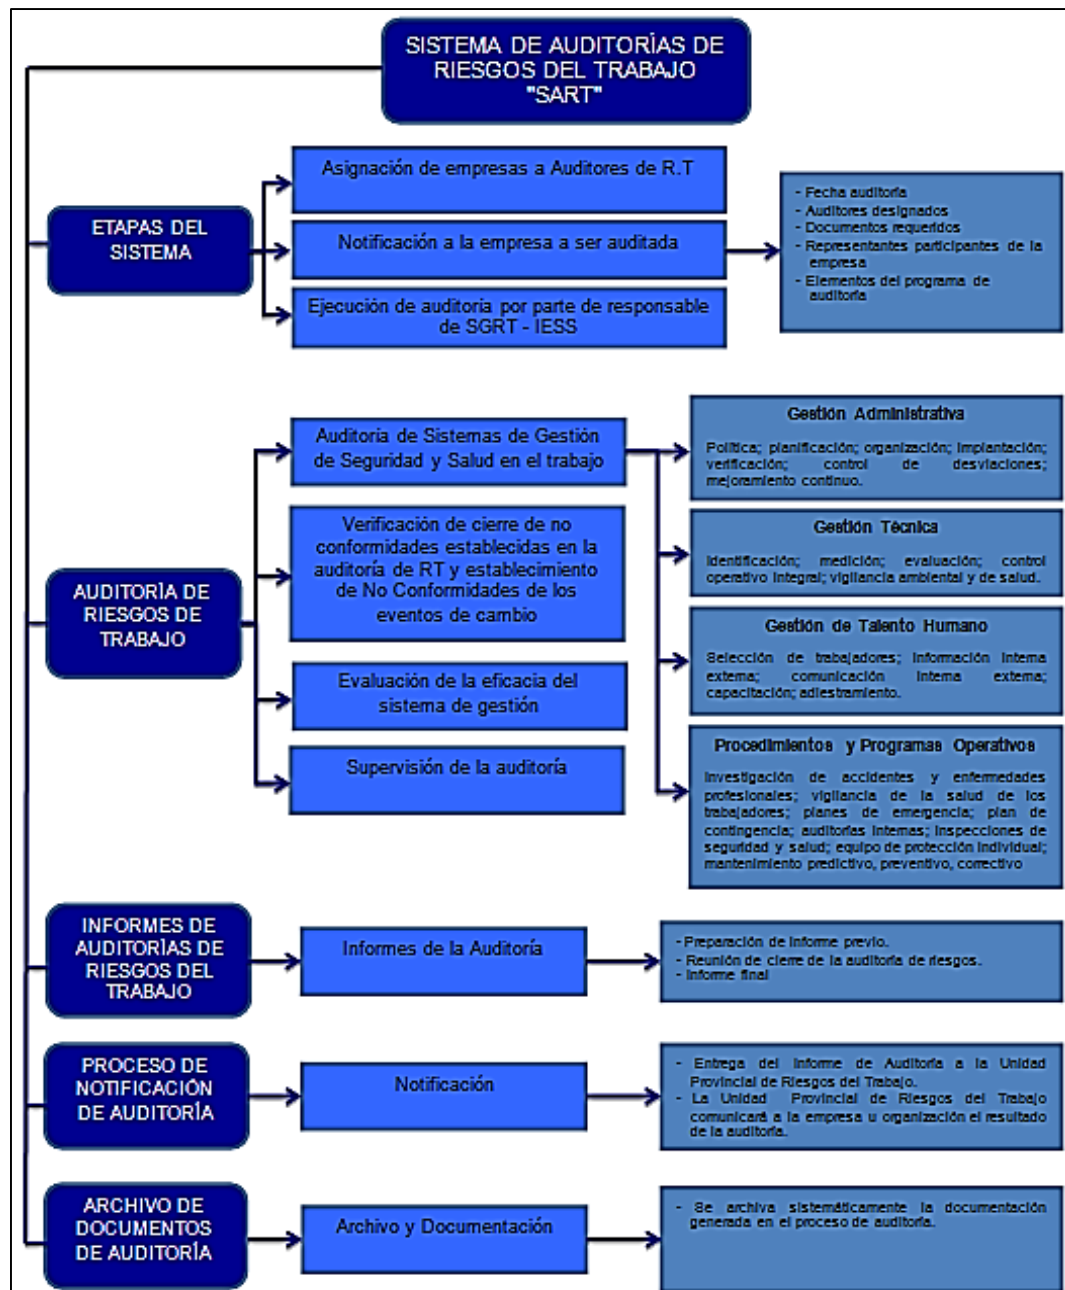 SISTEMA DE AUDITORÍAS DE
RIESGOS DEL TRABAJO
"SART"
ETAPAS DEL
SISTEMA
Asignación de empresas a Auditores de R.T
Notificación a la empresa a ser auditada
Ejecución de auditoría por parte de responsable
de SGRT - IESS
- Fecha auditoría
- Auditores designados
- Documentos requeridos
- Representantes participantes de la
empresa
- Elementos del programa de
auditoría
AUDITORÌA DE
RIESGOS DE
TRABAJO
Auditoría de Sistemas de Gestión
de Seguridad y Salud en el trabajo
Verificación de cierre de no
conformidades establecidas en la
auditoría de RT y establecimiento
de No Conformidades de los
eventos de cambio
Evaluación de la eficacia del
sistema de gestión
Supervisión de la auditoría
Gestión Administrativa
Política; planificación; organización; implantación;
verificación; control de desviaciones;
mejoramiento continuo.
Gestión Técnica
Identificación; medición; evaluación; control
operativo integral; vigilancia ambiental y de salud.
Gestión de Talento Humano
Selección de trabajadores; información interna
externa; comunicación interna externa;
capacitación; adiestramiento.
Procedimientos y Programas Operativos
Investigación de accidentes y enfermedades
profesionales; vigilancia de la salud de los
trabajadores; planes de emergencia; plan de
contingencia; auditorías internas; inspecciones de
seguridad y salud; equipo de protección individual;
mantenimiento predictivo, preventivo, correctivo
INFORMES DE
AUDITORÌAS DE
RIESGOS DEL
TRABAJO
Informes de la Auditoría
- Preparación de informe previo.
- Reunión de cierre de la auditoría de riesgos.
- Informe final
PROCESO DE
NOTIFICACIÓN
DE AUDITORÍA
Notificación
- Entrega del Informe de Auditoría a la Unidad
Provincial de Riesgos del Trabajo.
- La Unidad Provincial de Riesgos del Trabajo
comunicará a la empresa u organización el resultado
de la auditoría.
ARCHIVO DE
DOCUMENTOS
DE AUDITORÍA
Archivo y Documentación
- Se archiva sistemáticamente la documentación
generada en el proceso de auditoría.